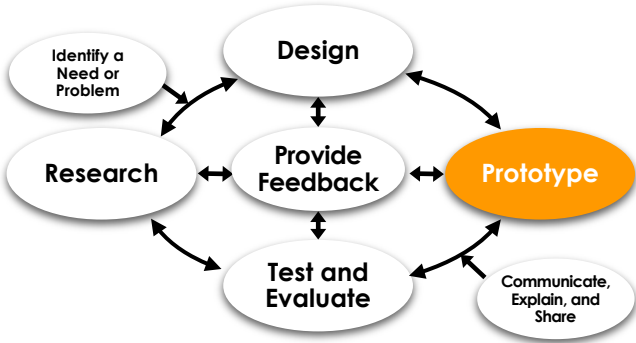 Identify a
Need or
Problem
Design
Research
Provide
Feedback
Prototype
Test and
Evaluate
Communicate,
Explain, and
Share